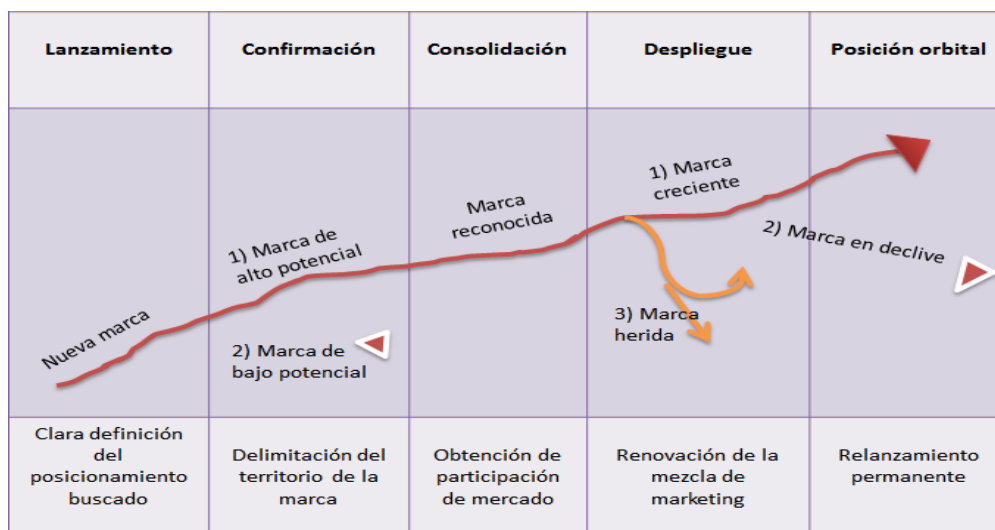 Lanzamiento
Confirmación
Consolidación
Despliegue
Posición orbital
Nueva marca
1) Marca de
alto potencial
2) Marca de
bajo potencial
Marca
reconocida
1) Marca
creciente
3) Marca
herida
2) Marca en declive
Clara definición
del
posicionamiento
buscado
Delimitación del
territorio de la
marca
Obtención de
participación
de mercado
Renovación de la
mezcla de
marketing
Relanzamiento
permanente